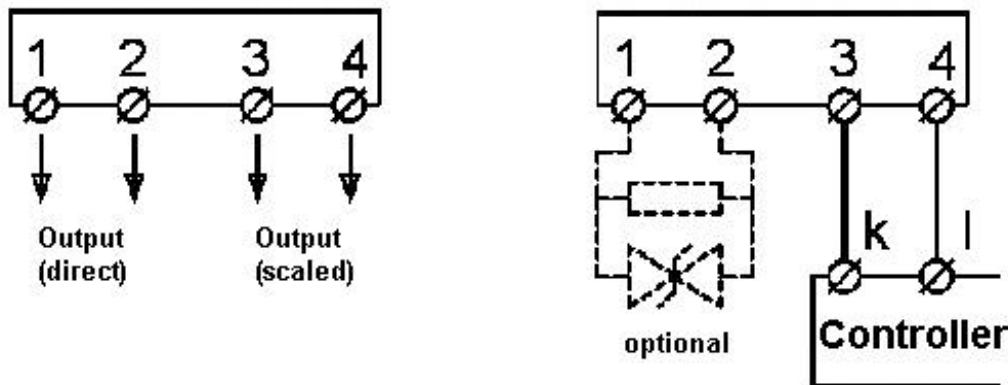 1 2 3 4
Output
(direct)
Output
(scaled)
1 2 3 4
k l
optional
Controller